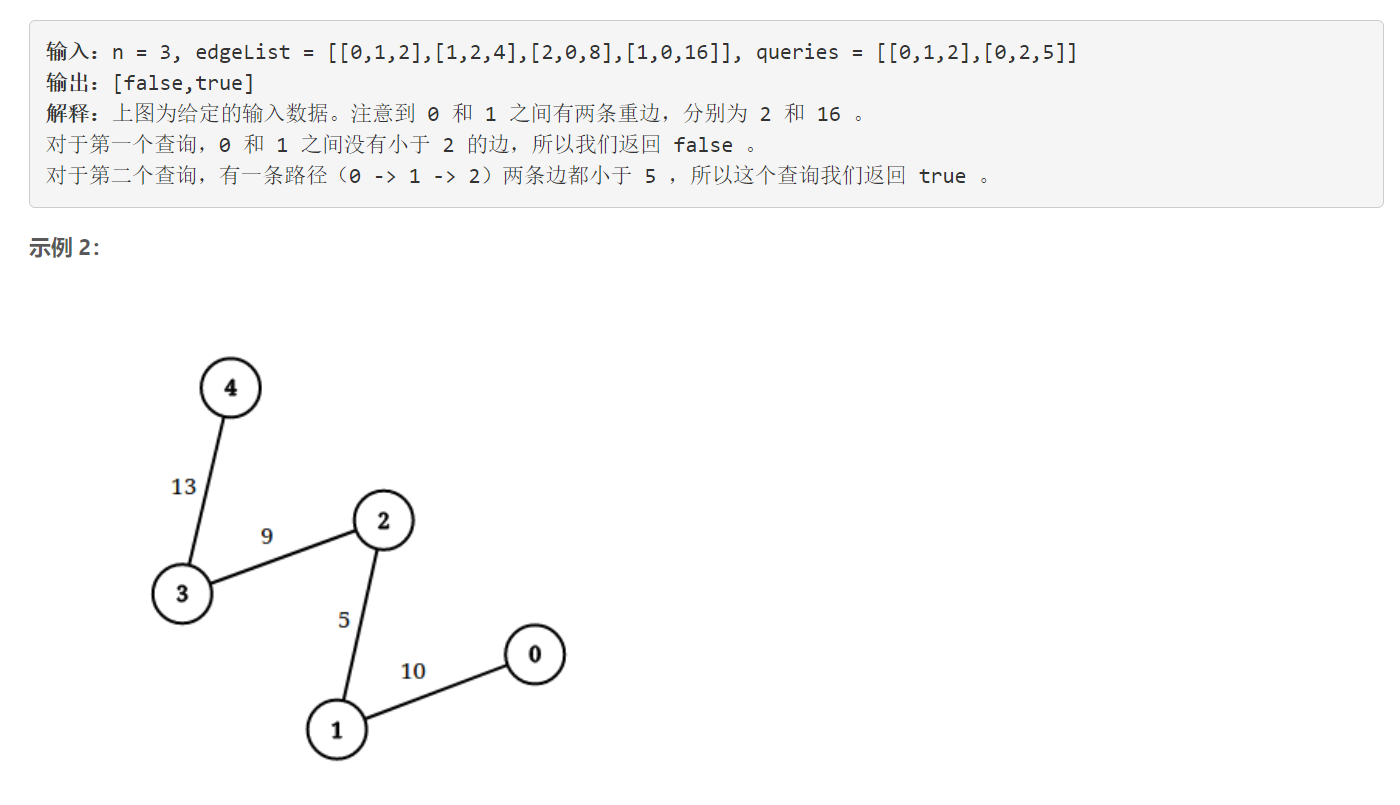 输入：n = 3, edgeList = [[0,1,2],[1,2,4],[2,0,8],[1,0,16]], queries = [[0,1,2],[0,2,5]]
输出：[false,true]
解释：上图为给定的输入数据。注意到 0 和 1 之间有两条重边，分别为 2 和 16 。
对于第一个查询，0 和 1 之间没有小于 2 的边，所以我们返回 false 。
对于第二个查询，有一条路径（0 -> 1 -> 2）两条边都小于 5 ，所以这个查询我们返回 true 。
示例 2：
4
13
2
9
3
5
0
10
1